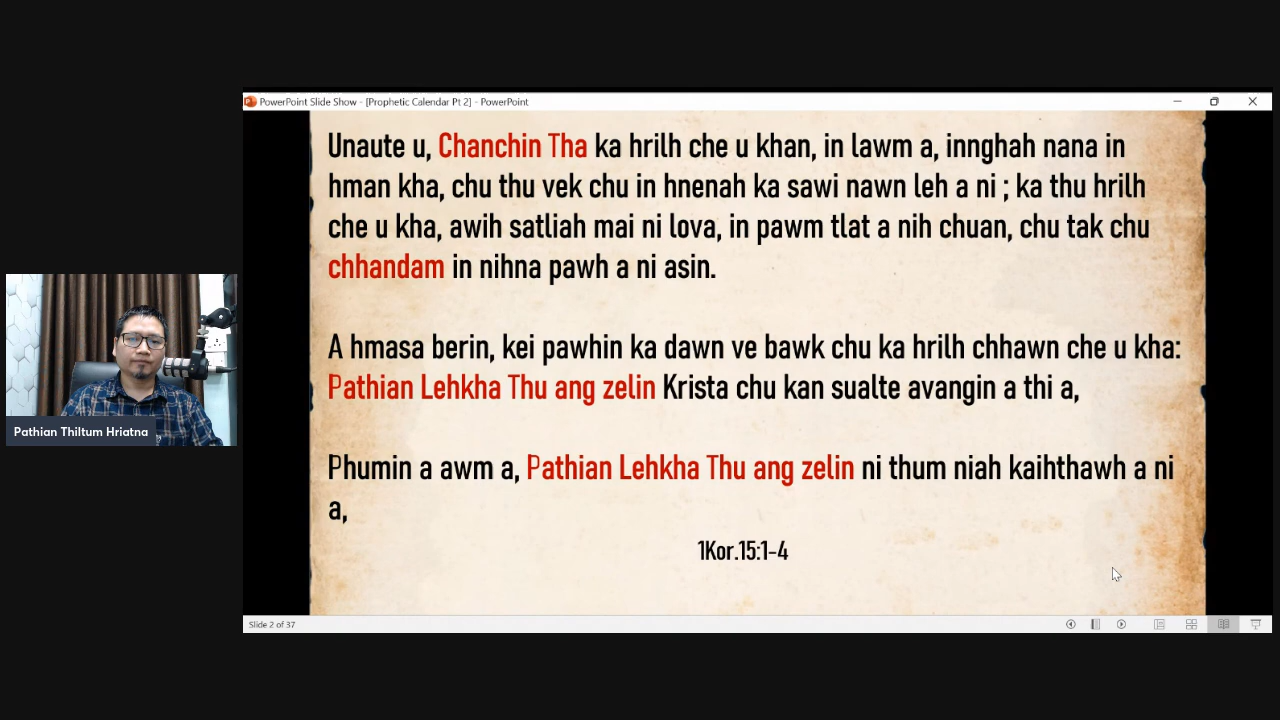 PowerPoint Slide Show - [Prophetic Calendar Pt 2] - PowerPoint
Unaute u, Chanchin Tha ka hrilh che u khan, in lawm a, innghah nana in
hman kha, chu thu vek chu in hnenah ka sawi nawn leh a ni ; ka thu hrilh
che u kha, awih satliah mai ni lova, in pawm tlat a nih chuan, chu tak chu
chhandam in nihna pawh a ni asin.
A hmasa berin, kei pawhin ka dawn ve bawk chu ka hrilh chhawn che u kha:
Pathian Lehkha Thu ang zelin Krista chu kan sualte avangin a thi a,
Phumin a awm a, Pathian Lehkha Thu ang zelin ni thum niah kaihthawh a ni
a,
1Kor.15:1-4
Pathian Thiltum Hriatna
Slide 2 of 37